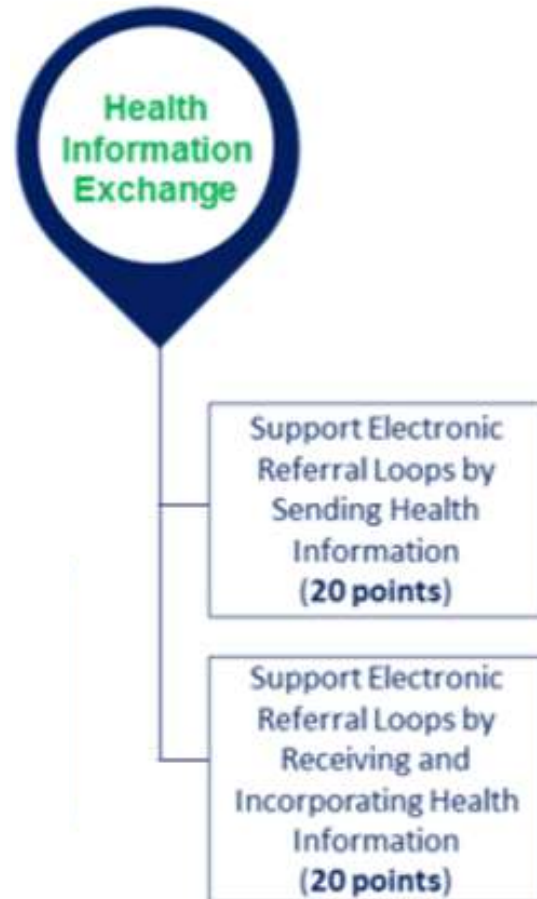 Health
Information
Exchange
Support Electronic
Referral Loops by
Sending Health
Information
(20 points)
Support Electronic
Referral Loops by
Receiving and
Incorporating Health
Information
(20 points)